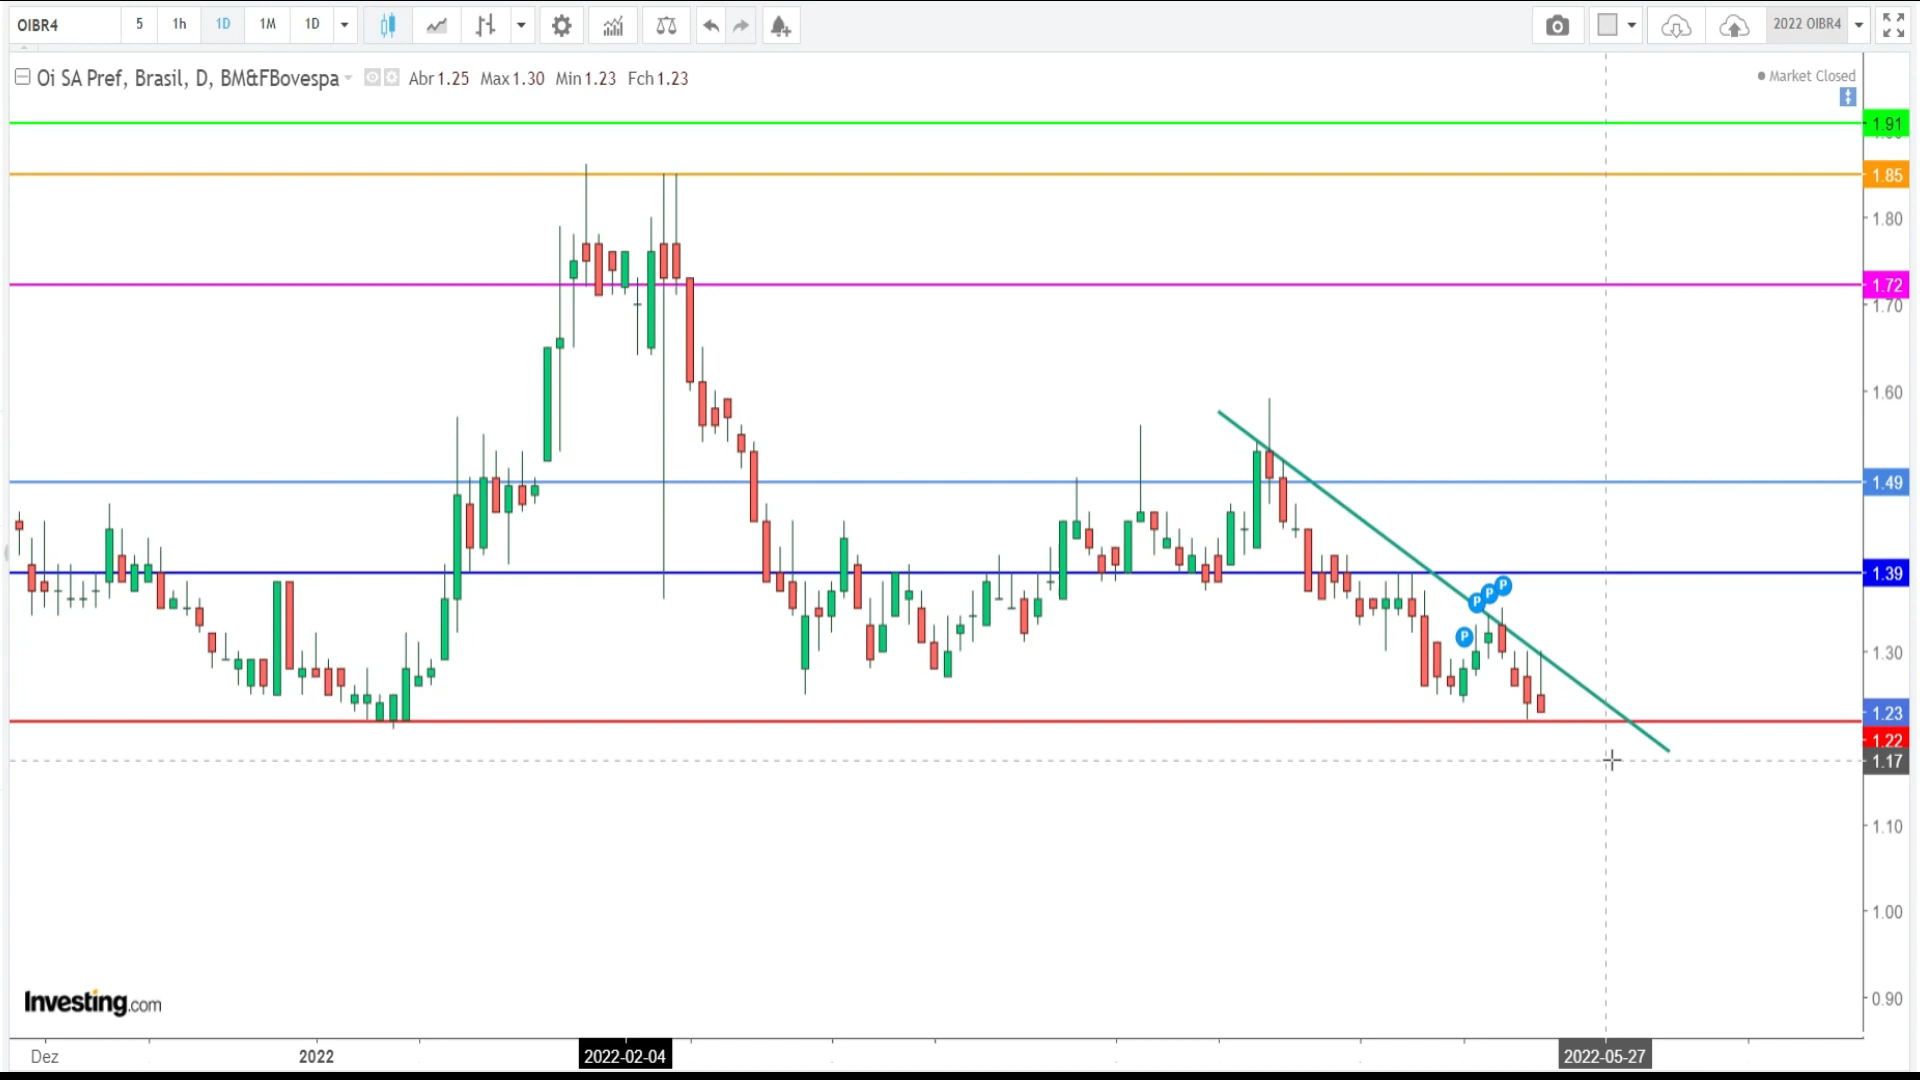 OIBR4 5 1h 1D 1M 1D 2022 OIBR4
Oi SA Pref, Brasil, D, BM&FBovespa Abr 1.25 Max 1.30 Min 1.23 Fch 1.23
Market Closed
1.91
1.85
1.80
1.72
1.70
1.60
1.49
1.39
P P P
P
1.30
1.23
1.22
1.17
1.10
1.00
0.90
Investing.com
Dez 2022 2022-02-04 2022-05-27